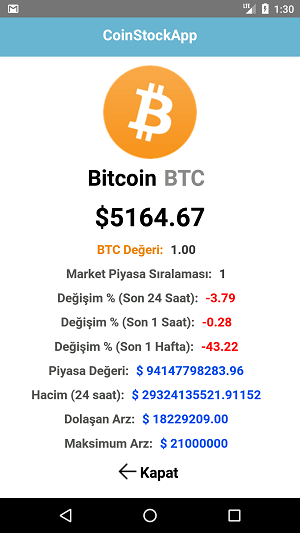 LTE 1:30
CoinStockApp
Bitcoin BTC
$5164.67
BTC Değeri: 1.00
Market Piyasa Sıralaması: 1
Değişim % (Son 24 Saat): -3.79
Değişim % (Son 1 Saat): -0.28
Değişim % (Son 1 Hafta): -43.22
Piyasa Değeri: $ 94147798283.96
Hacim (24 saat): $ 29324135521.91152
Dolaşan Arz: $ 18229209.00
Maksimum Arz: $ 21000000
Kapat